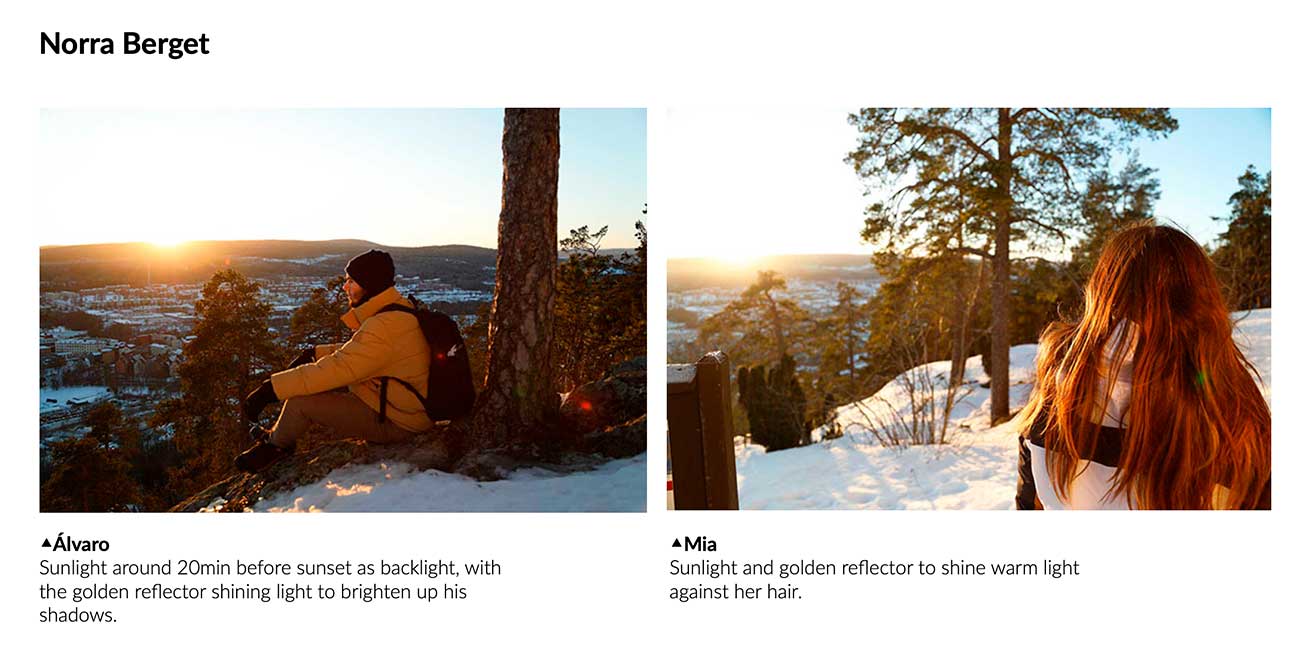 Norra Berget
▲Álvaro
Sunlight around 20min before sunset as backlight, with
the golden reflector shining light to brighten up his
shadows.
▲Mia
Sunlight and golden reflector to shine warm light
against her hair.